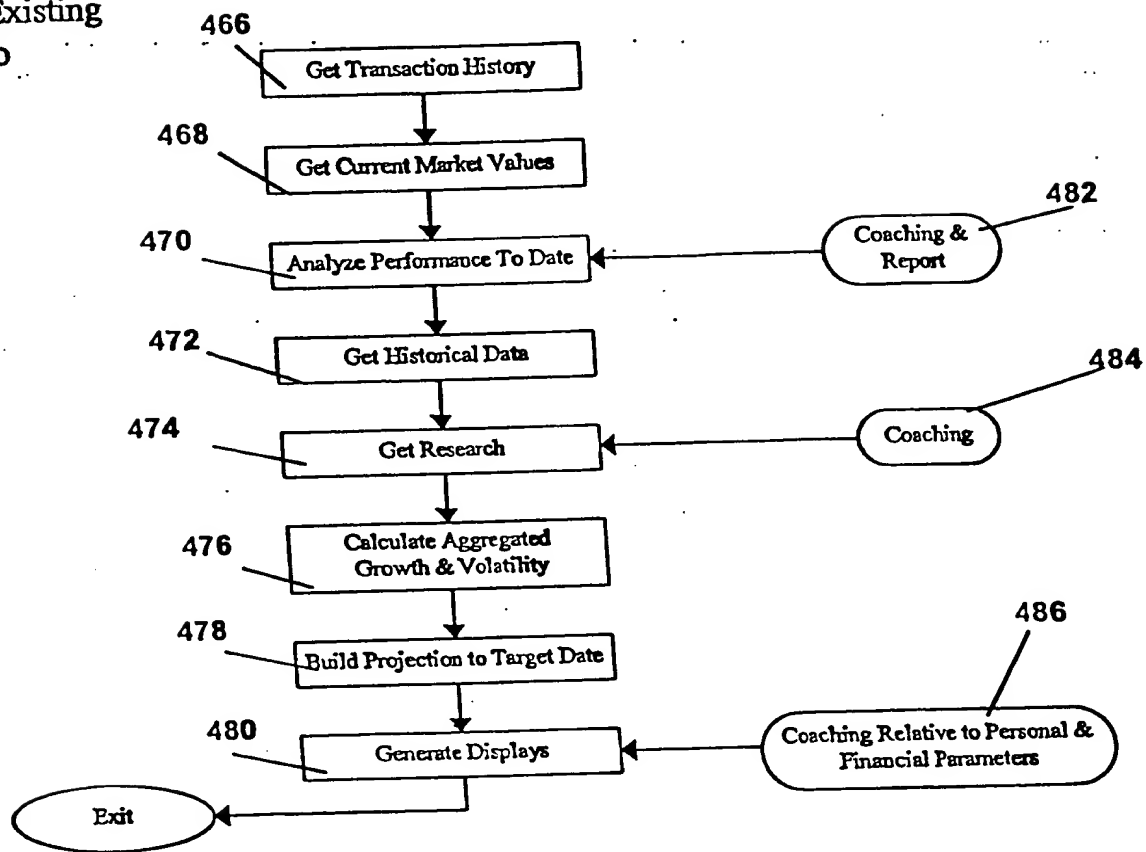 Existing
466
Get Transaction History
468
Get Current Market Values
470
Analyze Performance To Date
482
Coaching &
Report
472
Get Historical Data
484
474
Get Research
Coaching
476
Calculate Aggregated
Growth & Volatility
478
Build Projection to Target Date
486
480
Generate Displays
Coaching Relative to Personal &
Financial Parameters
Exit